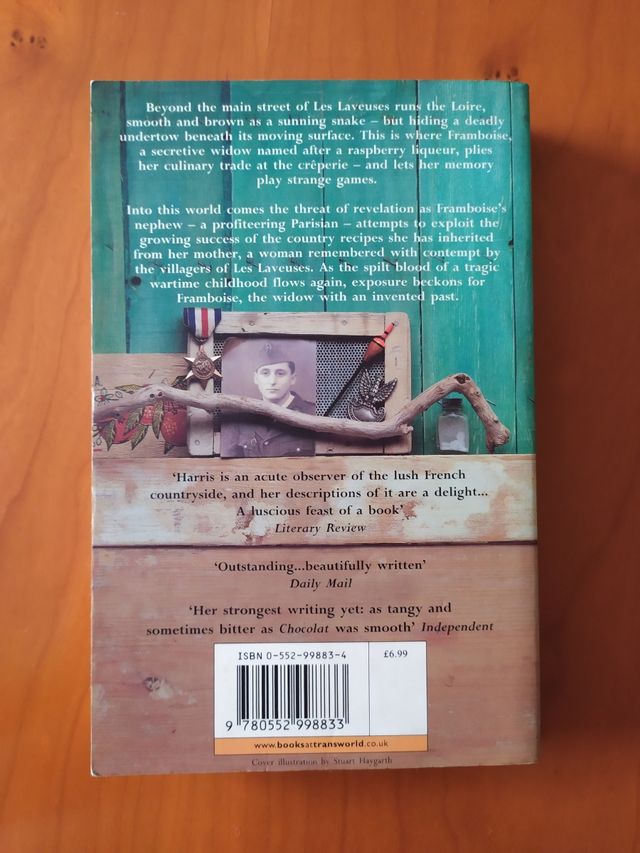 Beyond the main street of Les Laveuses runs the Loire,
smooth and brown as a sunning snake – but hiding a deadly
undertow beneath its moving surface. This is where Framboise,
a secretive widow named after a raspberry liqueur, plies
her culinary trade at the crêperie – and lets her memory
play strange games.
Into this world comes the threat of revelation as Framboise's
nephew – a profiteering Parisian – attempts to exploit the
growing success of the country recipes she has inherited
from her mother, a woman remembered with contempt by
the villagers of Les Laveuses. As the spilt blood of a tragic
wartime childhood flows again, exposure beckons for
Framboise, the widow with an invented past.
‘Harris is an acute observer of the lush French
countryside, and her descriptions of it are a delight...
A luscious feast of a book’
Literary Review
‘Outstanding...beautifully written’
Daily Mail
‘Her strongest writing yet: as tangy and
sometimes bitter as Chocolat was smooth’ Independent
ISBN 0-552-99883-4
£6.99
9 780552 998833
www.booksattransworld.co.uk
Cover illustration by Stuart Haygarth